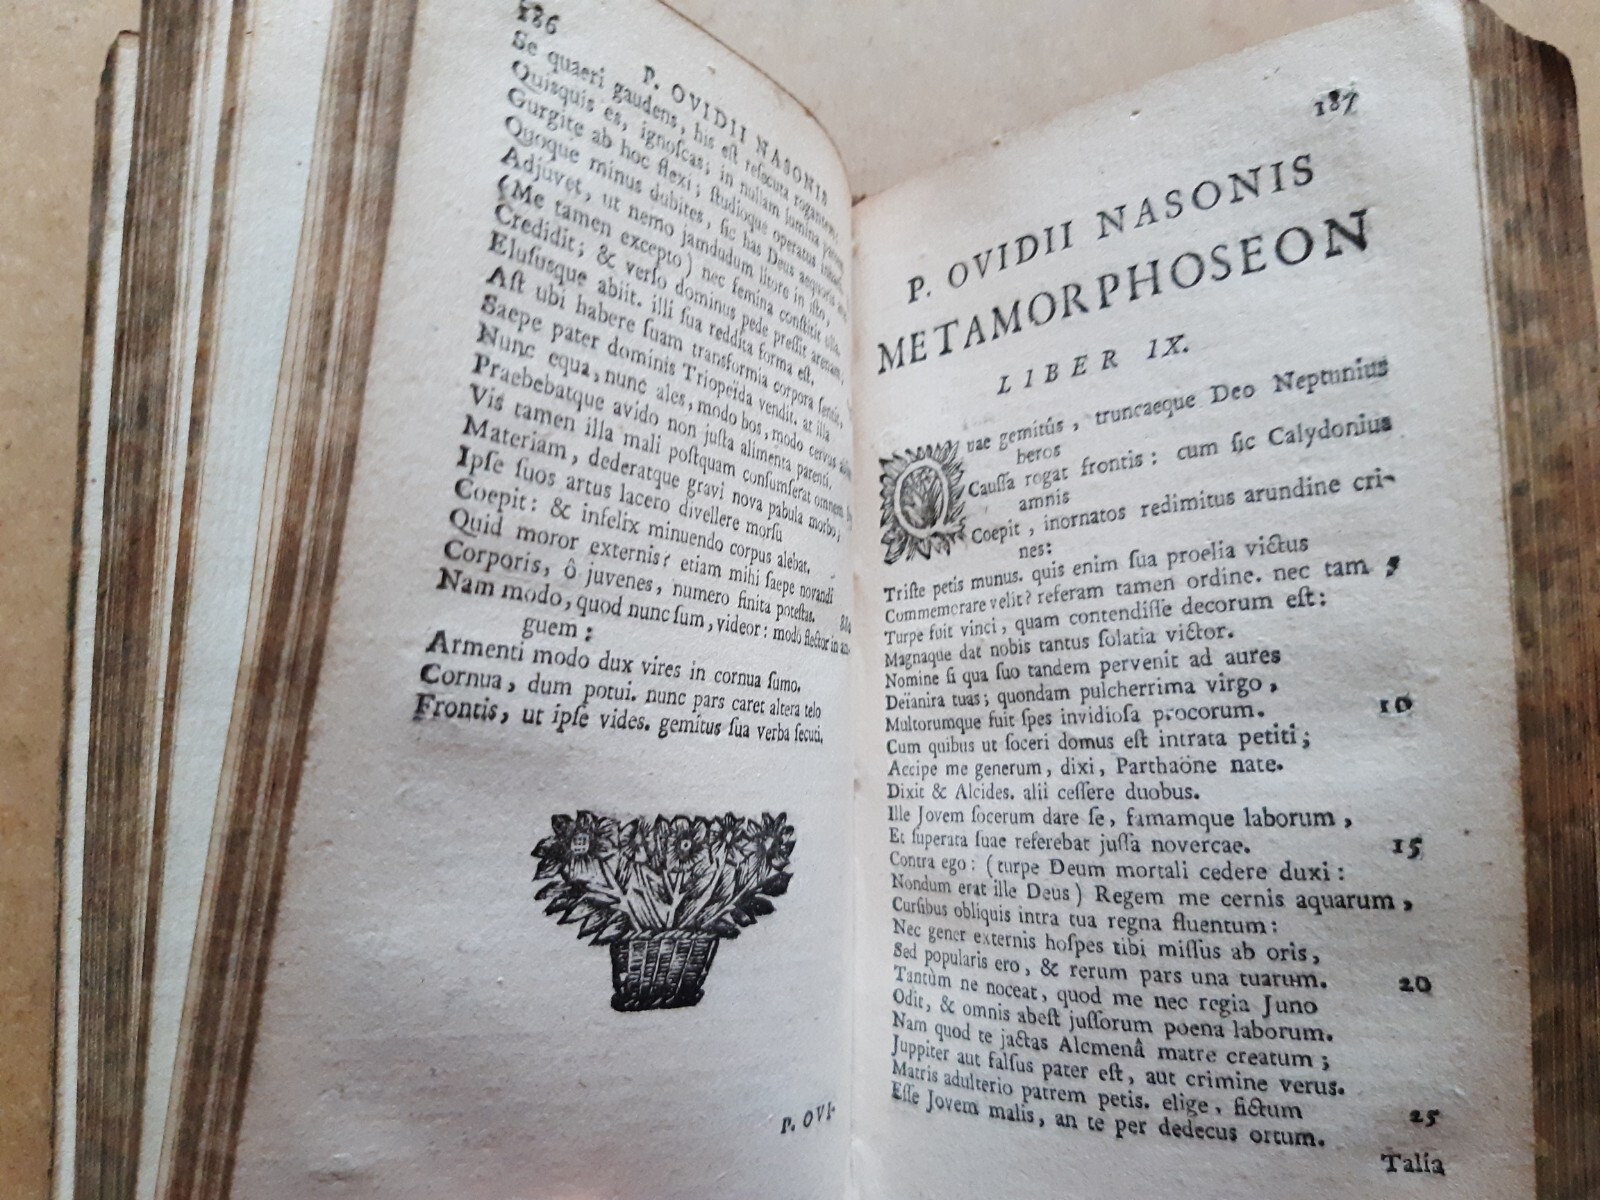 186
P. OVIDII NASONIS
Se quaeri gaudens, his eſt reſecuta rogantem:
Quisquis es, ignoſcas; in nullam lumina partem
Gurgite ab hoc flexi; ſtudioque operatus inhaeſi.
Quoque minus dubites, ſic has Deus aequoris artes
Adjuvet, ut nemo jamdudum litore in iſto,
(Me tamen excepto) nec femina conſtitit ulla.
Credidit; & verſo dominus pede preſſit arenam,
Eluſusque abiit. illi ſua reddita forma eſt.
Aſt ubi habere ſuam transformia corpora ſentit,
Saepe pater dominis Triopeïda vendit. at illa
Nunc equa, nunc ales, modo bos, modo cervus
Praebebatque avido non juſta alimenta parenti,
Vis tamen illa mali poſtquam conſumſerat omnem
Materiam, dederatque gravi nova pabula morbo;
Ipſe ſuos artus lacero divellere morſu
Coepit: & infelix minuendo corpus alebat.
Quid moror externis? etiam mihi ſaepe novandi
Corporis, ô juvenes, numero finita poteſtas. 880
Nam modo, quod nunc ſum, videor: modo flector in an-
guem:
Armenti modo dux vires in cornua ſumo.
Cornua, dum potui. nunc pars caret altera telo
Frontis, ut ipſe vides. gemitus ſua verba ſecuti.
P. OVI-
187
P. OVIDII NASONIS
METAMORPHOSEON
LIBER IX.
Quae gemitûs, truncaeque Deo Neptunius
heros
Cauſſa rogat frontis: cum ſic Calydonius
amnis
Coepit, inornatos redimitus arundine cri-
nes:
Triſte petis munus. quis enim ſua proelia victus
Commemorare velit? referam tamen ordine. nec tam 5
Turpe fuit vinci, quam contendiſſe decorum eſt:
Magnaque dat nobis tantus ſolatia victor.
Nomine ſi qua ſuo tandem pervenit ad aures
Deïanira tuas; quondam pulcherrima virgo,
Multorumque fuit ſpes invidioſa procorum. 10
Cum quibus ut ſoceri domus eſt intrata petiti;
Accipe me generum, dixi, Parthaöne nate.
Dixit & Alcides. alii ceſſere duobus.
Ille Jovem ſocerum dare ſe, famamque laborum,
Et ſuperata ſuae referebat juſſa novercae. 15
Contra ego: (turpe Deum mortali cedere duxi:
Nondum erat ille Deus) Regem me cernis aquarum,
Curſibus obliquis intra tua regna fluentum:
Nec gener externis hoſpes tibi miſſus ab oris,
Sed popularis ero, & rerum pars una tuarum. 20
Tantùm ne noceat, quod me nec regia Juno
Odit, & omnis abeſt juſſorum poena laborum.
Nam quod te jactas Alcmenâ matre creatum;
Juppiter aut falſus pater eſt, aut crimine verus.
Matris adulterio patrem petis. elige, fictum 25
Eſſe Jovem malis, an te per dedecus ortum.
Talia